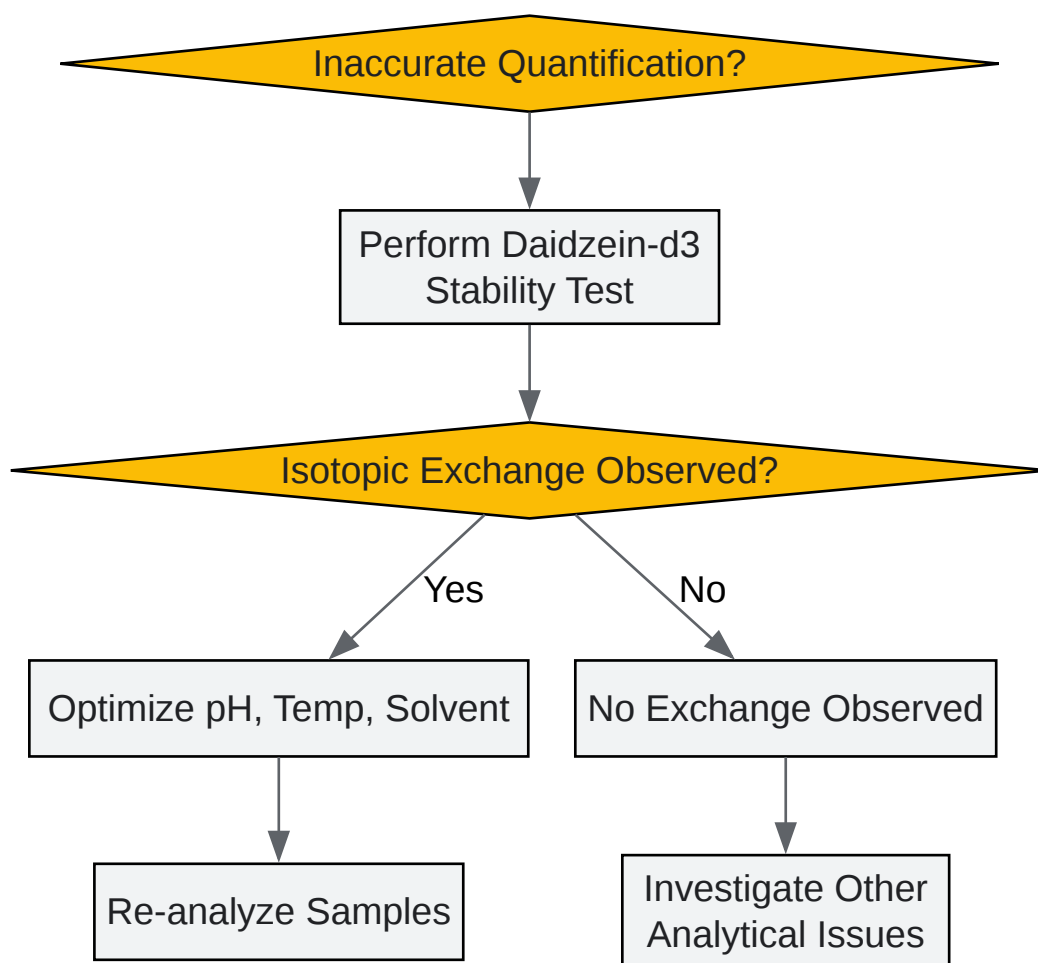 Inaccurate Quantification?
Perform Daidzein-d3
Stability Test
Isotopic Exchange Observed?
Yes
No
Optimize pH, Temp, Solvent
No Exchange Observed
Re-analyze Samples
Investigate Other
Analytical Issues